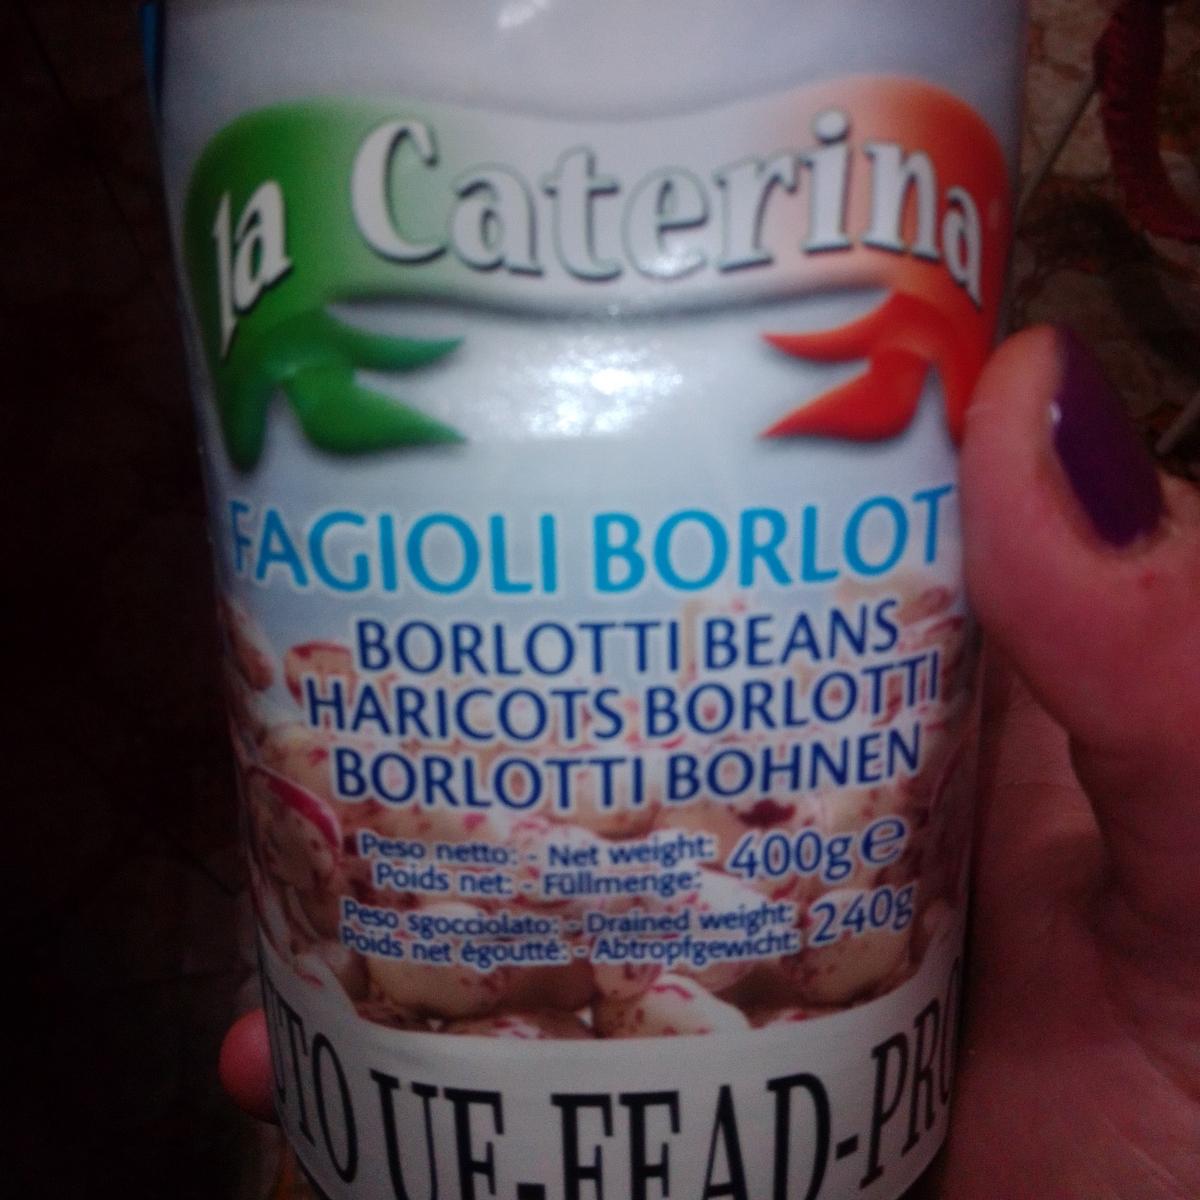 la Caterina
FAGIOLI BORLOT
BORLOTTI BEANS
HARICOTS BORLOTTI
BORLOTTI BOHNEN
Peso netto: - Net weight: 400g e
Poids net: - Füllmenge:
Peso sgocciolato: - Drained weight: 240g
Poids net égoutté: - Abtropfgewicht:
UTO UE-FEAD-PRO